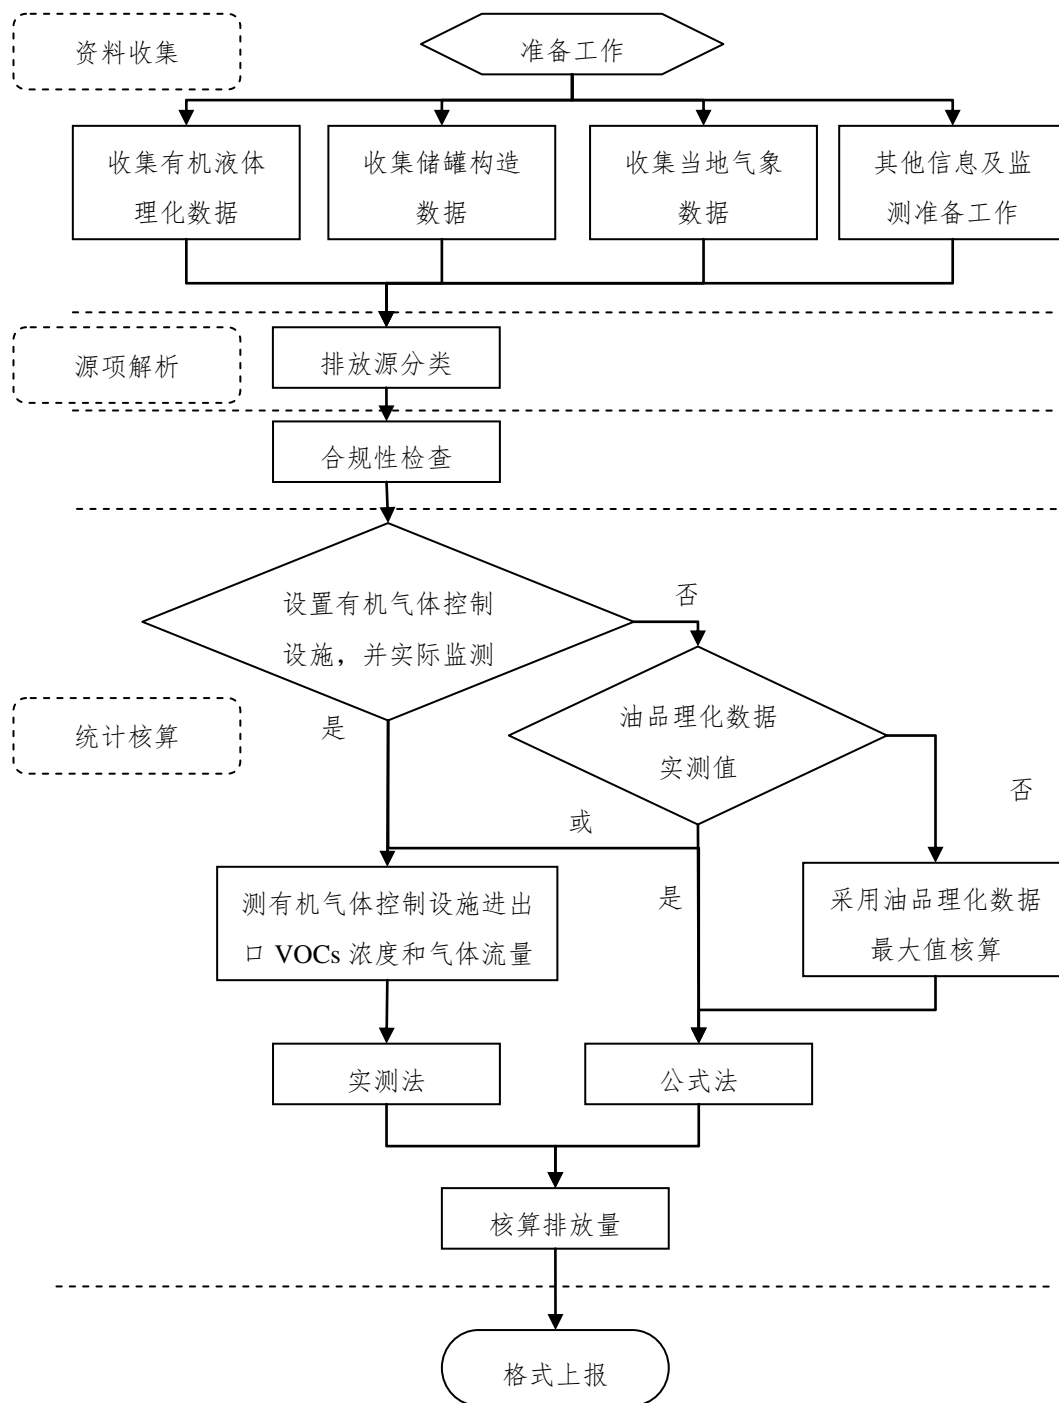 资料收集
准备工作
收集有机液体
理化数据
收集储罐构造
数据
收集当地气象
数据
其他信息及监
测准备工作
源项解析
排放源分类
合规性检查
设置有机气体控制
设施，并实际监测
否
是
统计核算
油品理化数据
实测值
否
或
是
测有机气体控制设施进出
口 VOCs 浓度和气体流量
采用油品理化数据
最大值核算
实测法
公式法
核算排放量
格式上报